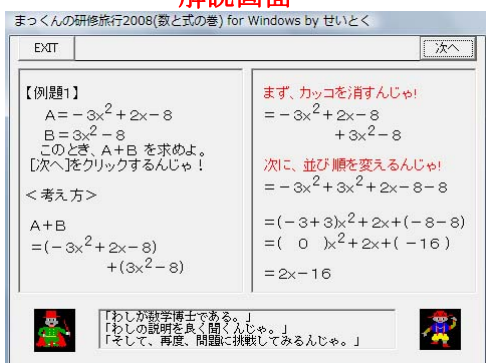 解説画面
まっくんの研修旅行2008(数と式の巻) for Windows by せいとく
EXIT
次へ
【例題1】
A=-3x²+2x-8
B=3x²-8
このとき、A+B を求めよ。
[次へ]をクリックするんじゃ！
<考え方>
A+B
=(-3x²+2x-8)
+(3x²-8)
まず、カッコを消すんじゃ!
=-3x²+2x-8
+3x²-8
次に、並び順を変えるんじゃ!
=-3x²+3x²+2x-8-8
=(-3+3)x²+2x+(-8-8)
=( 0 )x²+2x+(-16)
=2x-16
「わしが数学博士である。」
「わしの説明を良く聞くんじゃ。」
「そして、再度、問題に挑戦してみるんじゃ。」